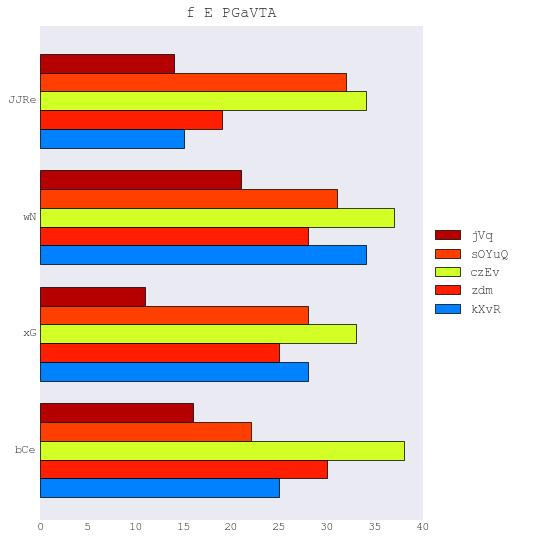 f E PGaVTA
JJRe
wN
xG
bCe
0 5 10 15 20 25 30 35 40
jVq
sOYuQ
czEv
zdm
kXvR